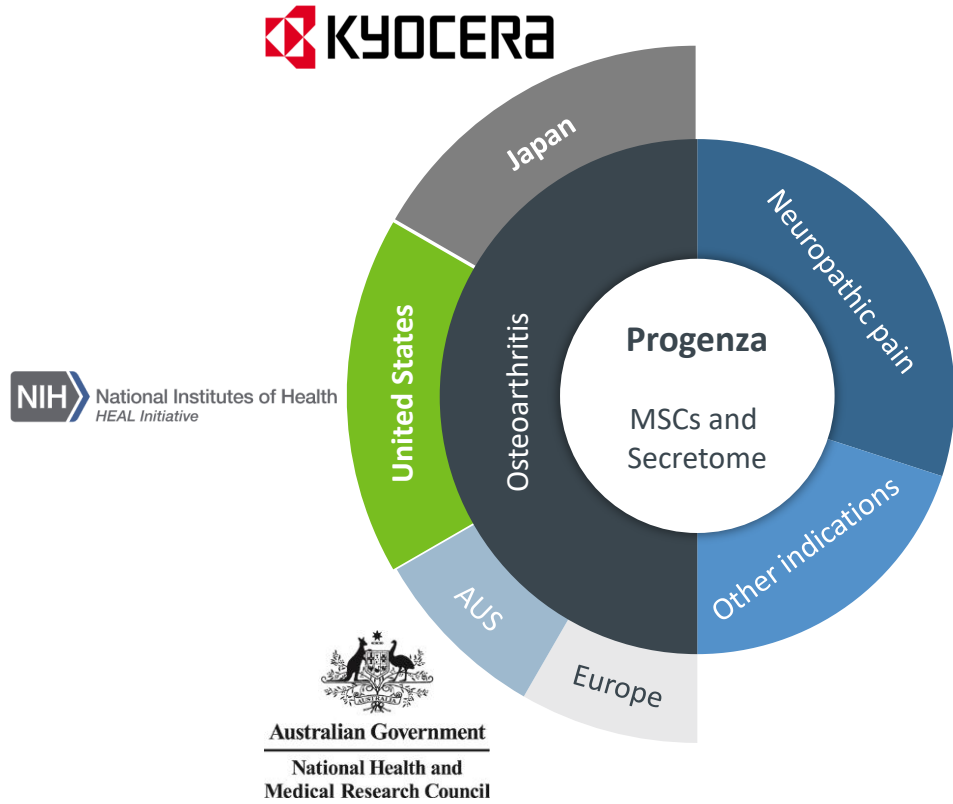 KYOCERA
Japan
United States
AUS
Europe
Osteoarthritis
Neuropathic pain
Other indications
Progenza
MSCs and
Secretome
NIH
National Institutes of Health
HEAL Initiative
AUSTRALIA
Australian Government
National Health and
Medical Research Council